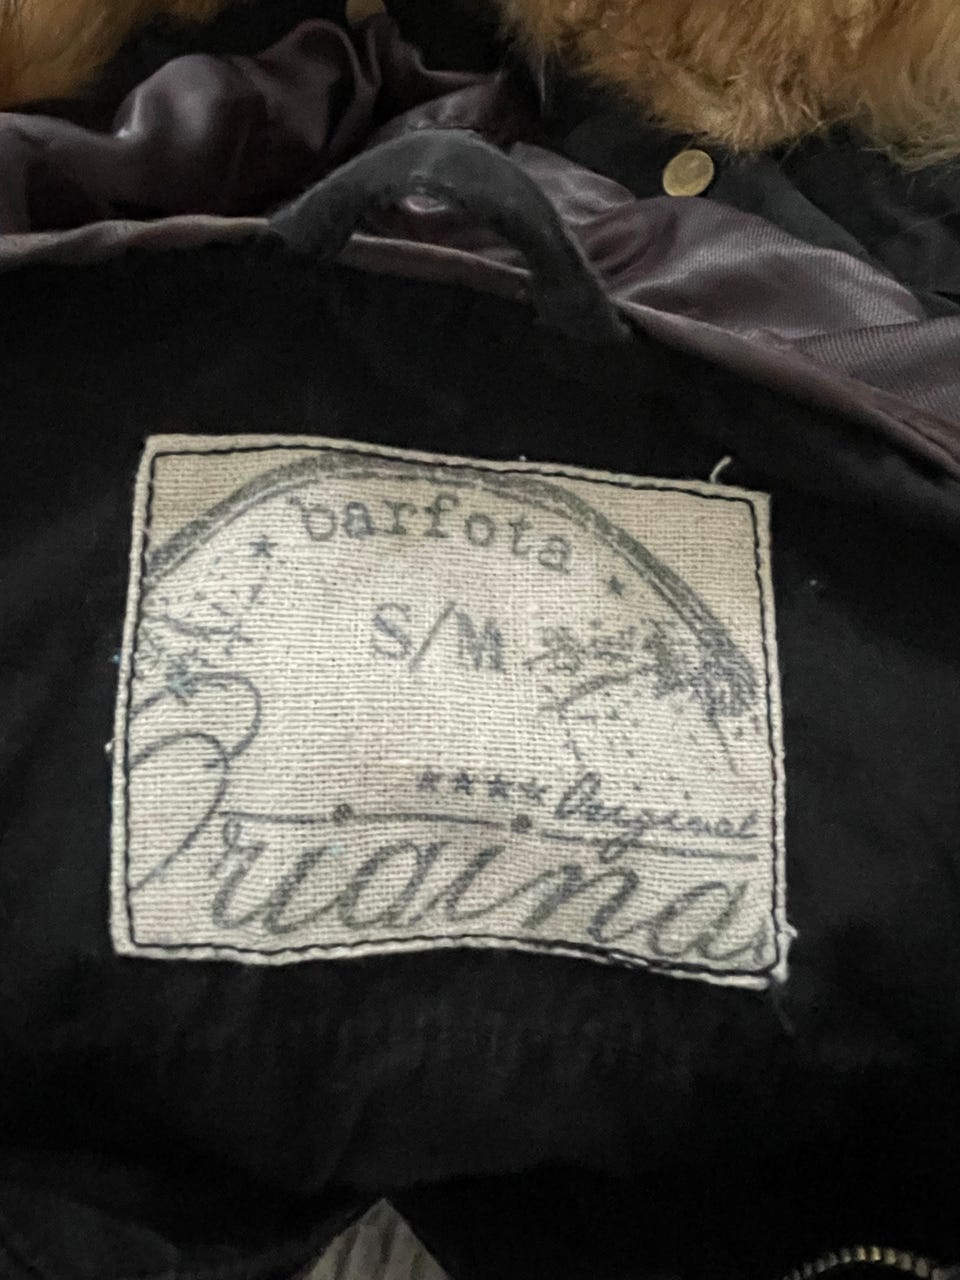 barfota
S/M
**** Original